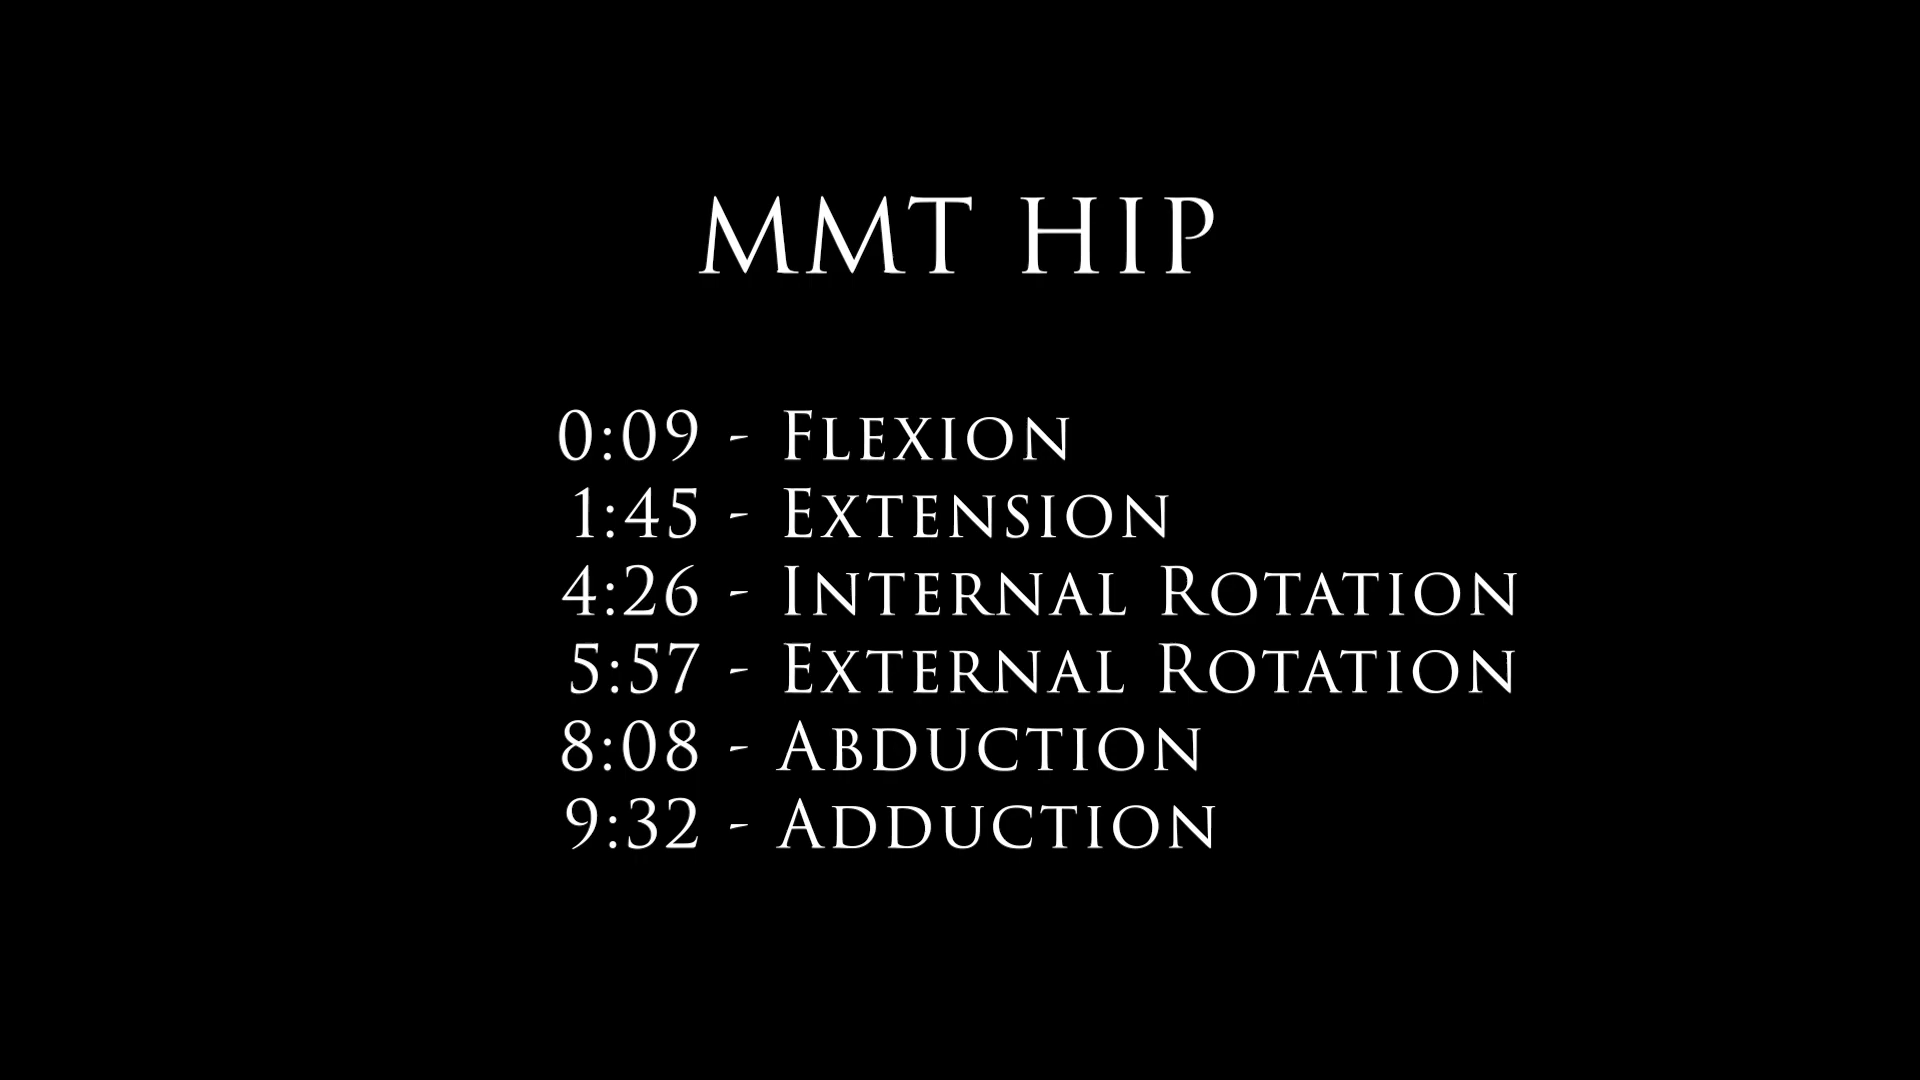 MMT HIP
0:09 - Flexion
1:45 - Extension
4:26 - Internal Rotation
5:57 - External Rotation
8:08 - Abduction
9:32 - Adduction